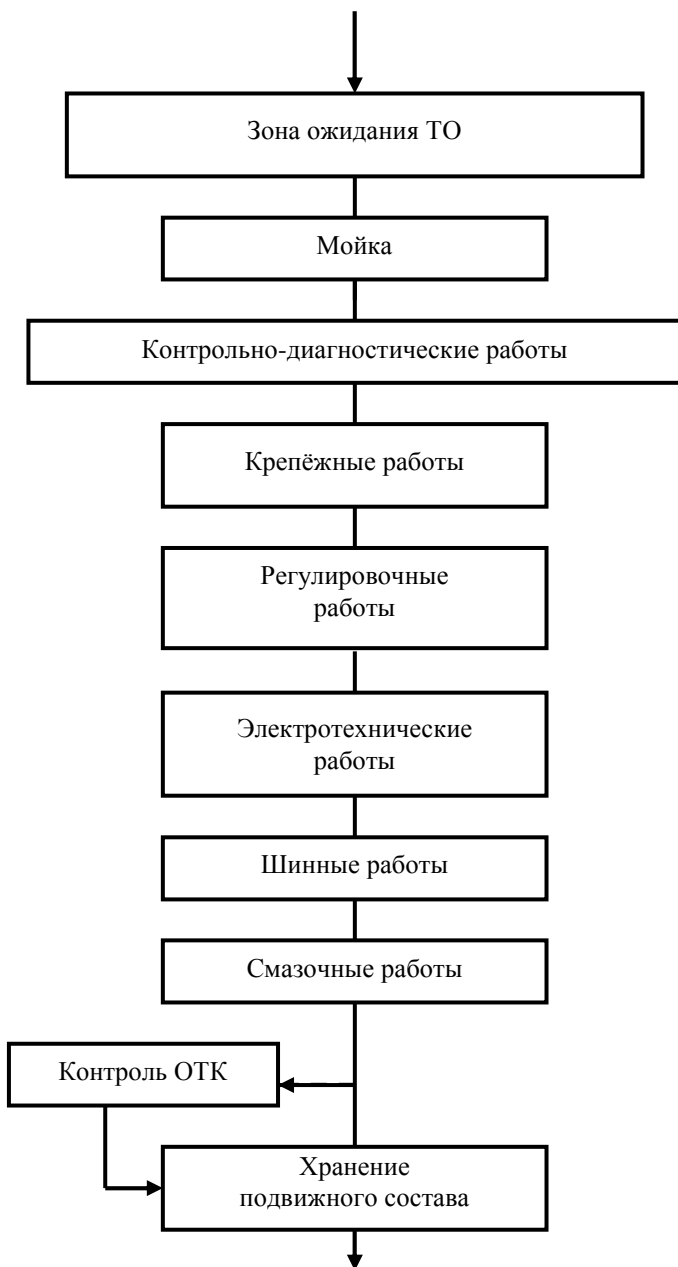 Зона ожидания ТО
Мойка
Контрольно-диагностические работы
Крепёжные работы
Регулировочные
работы
Электротехнические
работы
Шинные работы
Смазочные работы
Контроль ОТК
Хранение
подвижного состава